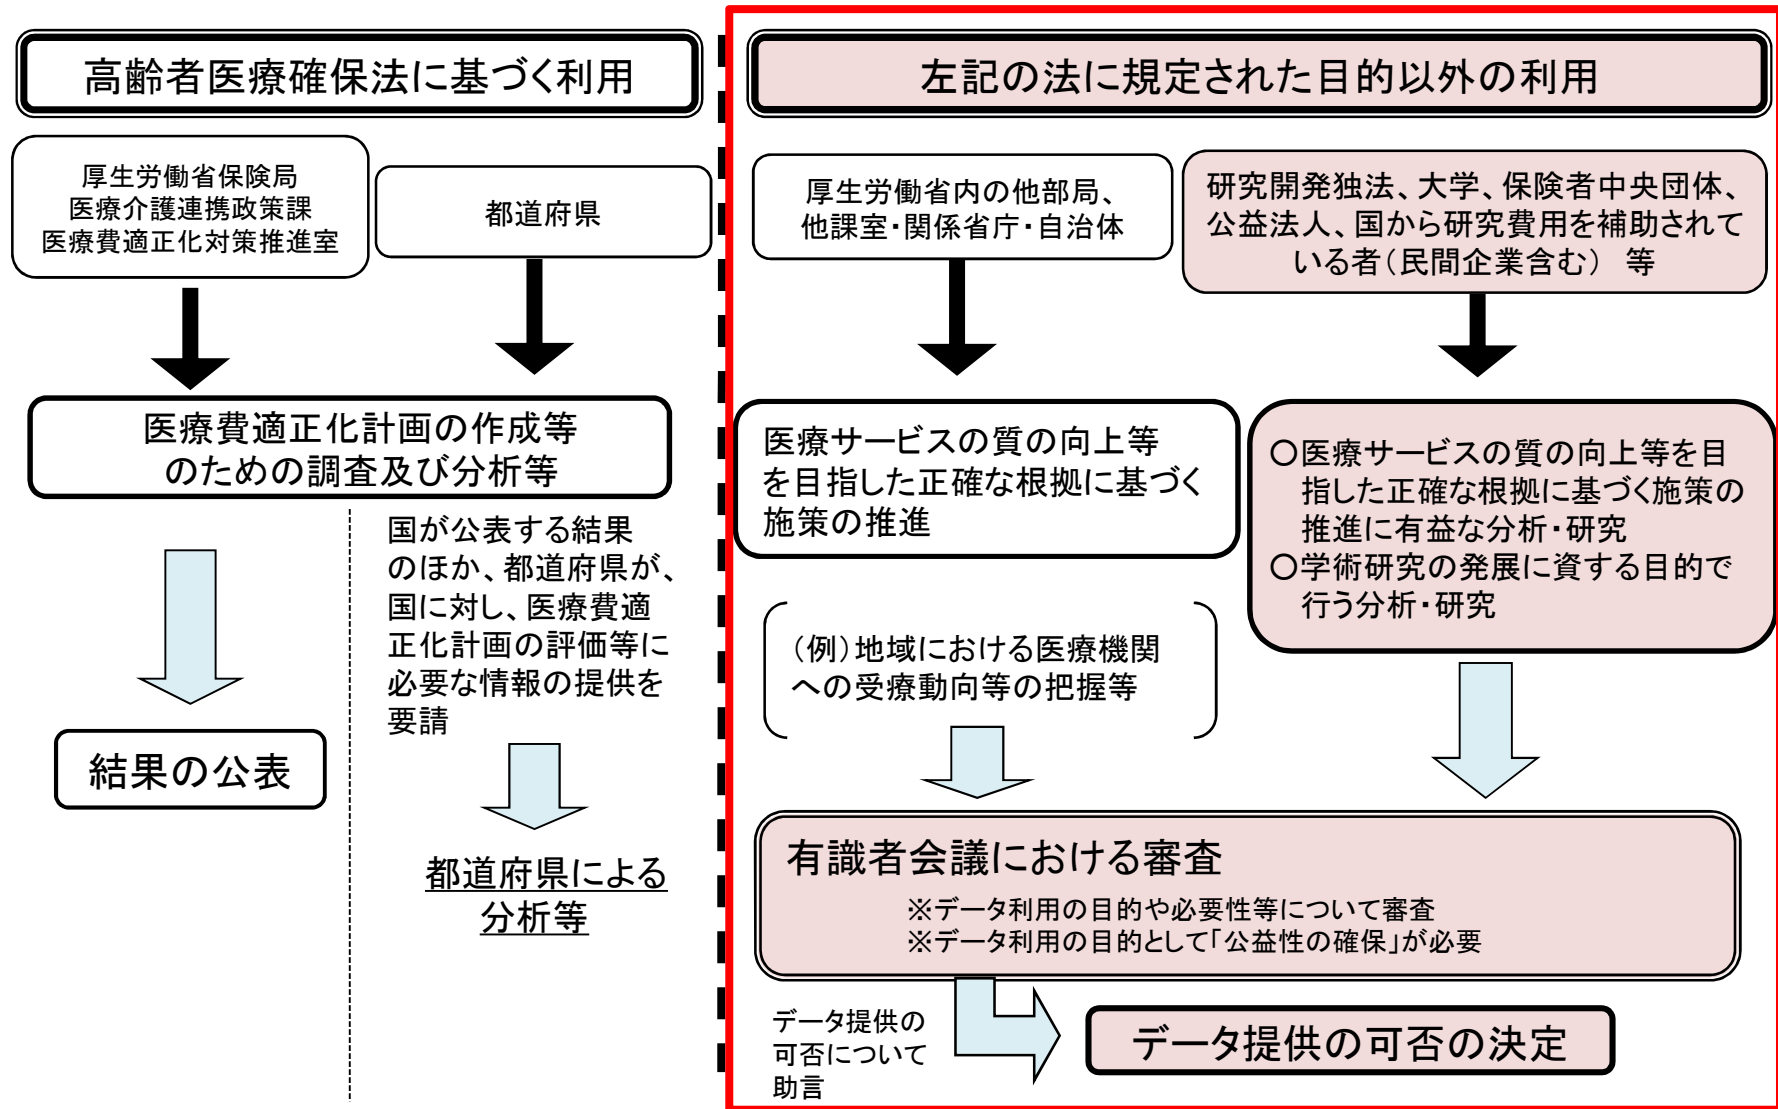 高齢者医療確保法に基づく利用
厚生労働省保険局
医療介護連携政策課
医療費適正化対策推進室
都道府県
医療費適正化計画の作成等
のための調査及び分析等
結果の公表
国が公表する結果
のほか、都道府県が、
国に対し、医療費適
正化計画の評価等に
必要な情報の提供を
要請
都道府県による
分析等
左記の法に規定された目的以外の利用
厚生労働省内の他部局、
他課室・関係省庁・自治体
医療サービスの質の向上等
を目指した正確な根拠に基づく
施策の推進
（例）地域における医療機関
への受療動向等の把握等
研究開発独法、大学、保険者中央団体、
公益法人、国から研究費用を補助されて
いる者（民間企業含む） 等
○医療サービスの質の向上等を目
指した正確な根拠に基づく施策の
推進に有益な分析・研究
○学術研究の発展に資する目的で
行う分析・研究
有識者会議における審査
※データ利用の目的や必要性等について審査
※データ利用の目的として「公益性の確保」が必要
データ提供の
可否について
助言
データ提供の可否の決定